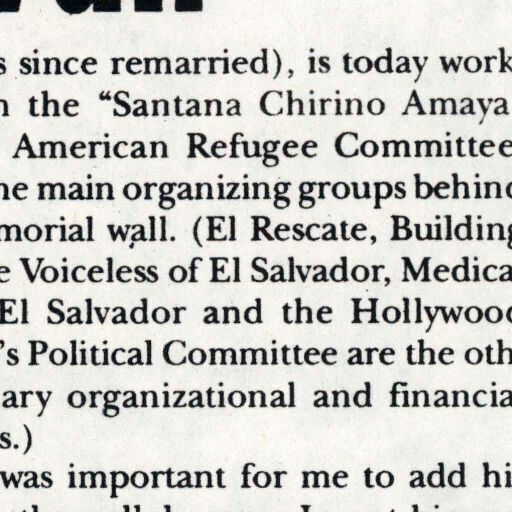 s since remarried), is today work
n the “Santana Chirino Amaya
American Refugee Committee
he main organizing groups behind
morial wall. (El Rescate, Building
e Voiceless of El Salvador, Medica
El Salvador and the Hollywood
’s Political Committee are the oth
ary organizational and financia
s.)
was important for me to add hi